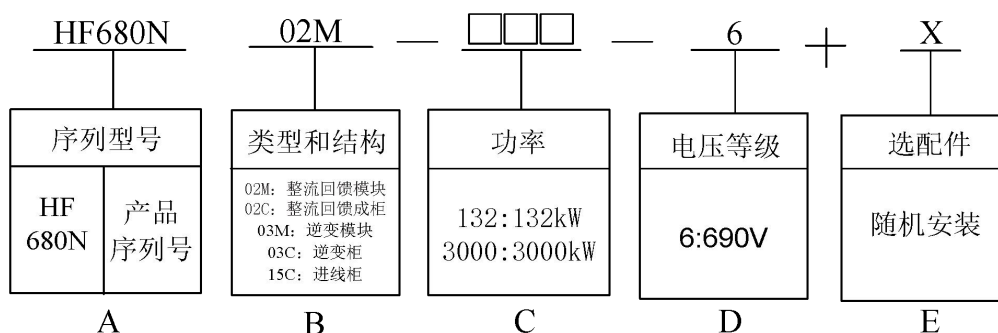 HF680N 02M — □□□ — 6 + X
序列型号
HF
680N
产品
序列号
类型和结构
02M：整流回馈模块
02C：整流回馈成柜
03M：逆变模块
03C：逆变柜
15C：进线柜
功率
132:132kW
3000:3000kW
电压等级
6:690V
选配件
随机安装
A B C D E